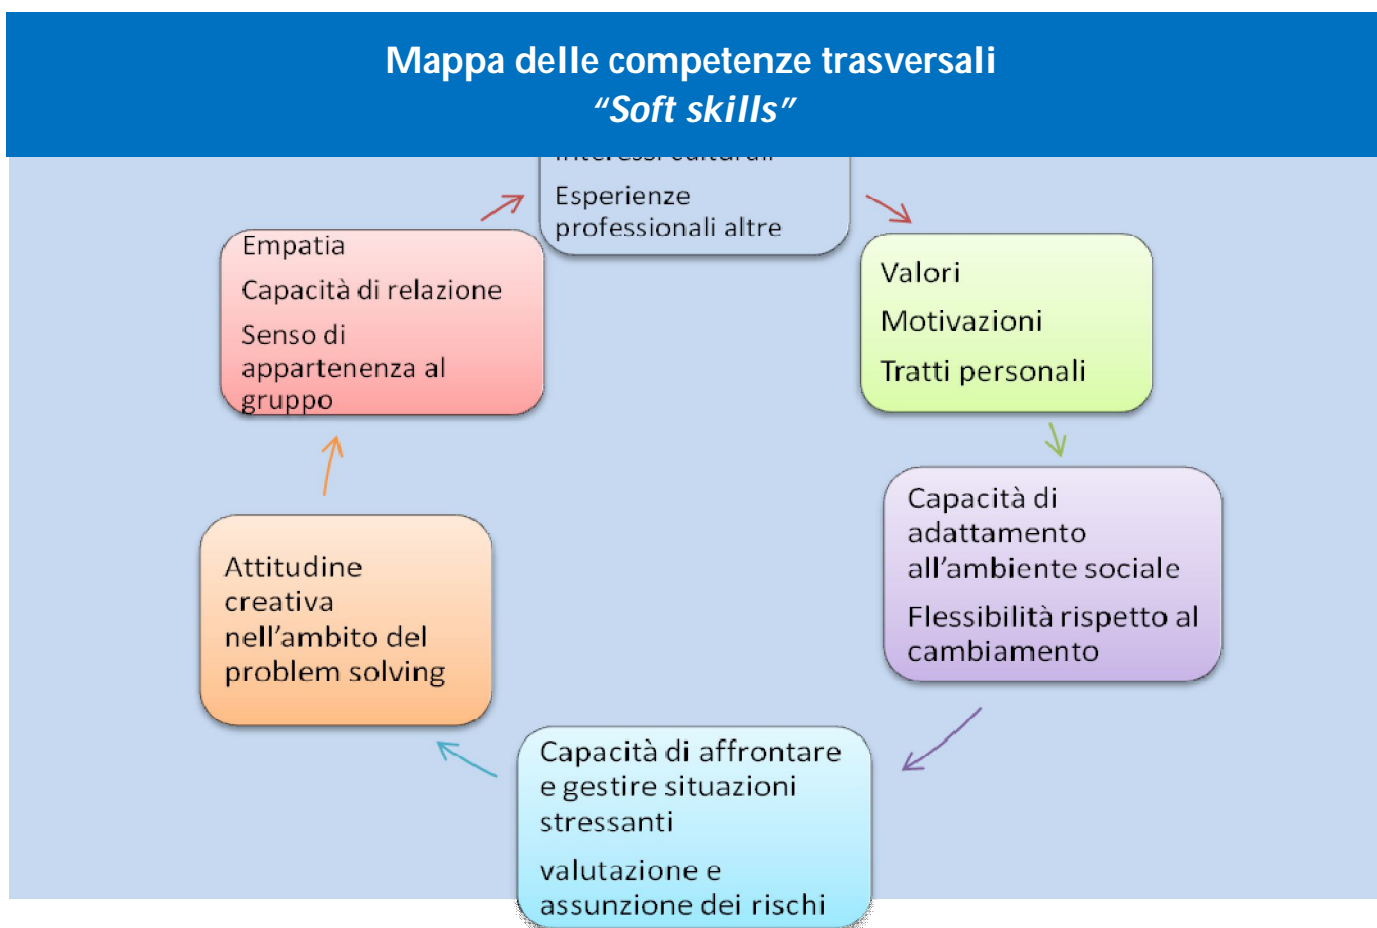 Mappa delle competenze trasversali
“Soft skills”
Esperienze
professionali altre
Valori
Motivazioni
Tratti personali
Capacità di
adattamento
all’ambiente sociale
Flessibilità rispetto al
cambiamento
Capacità di affrontare
e gestire situazioni
stressanti
valutazione e
assunzione dei rischi
Attitudine
creativa
nell’ambito del
problem solving
Empatia
Capacità di relazione
Senso di
appartenenza al
gruppo